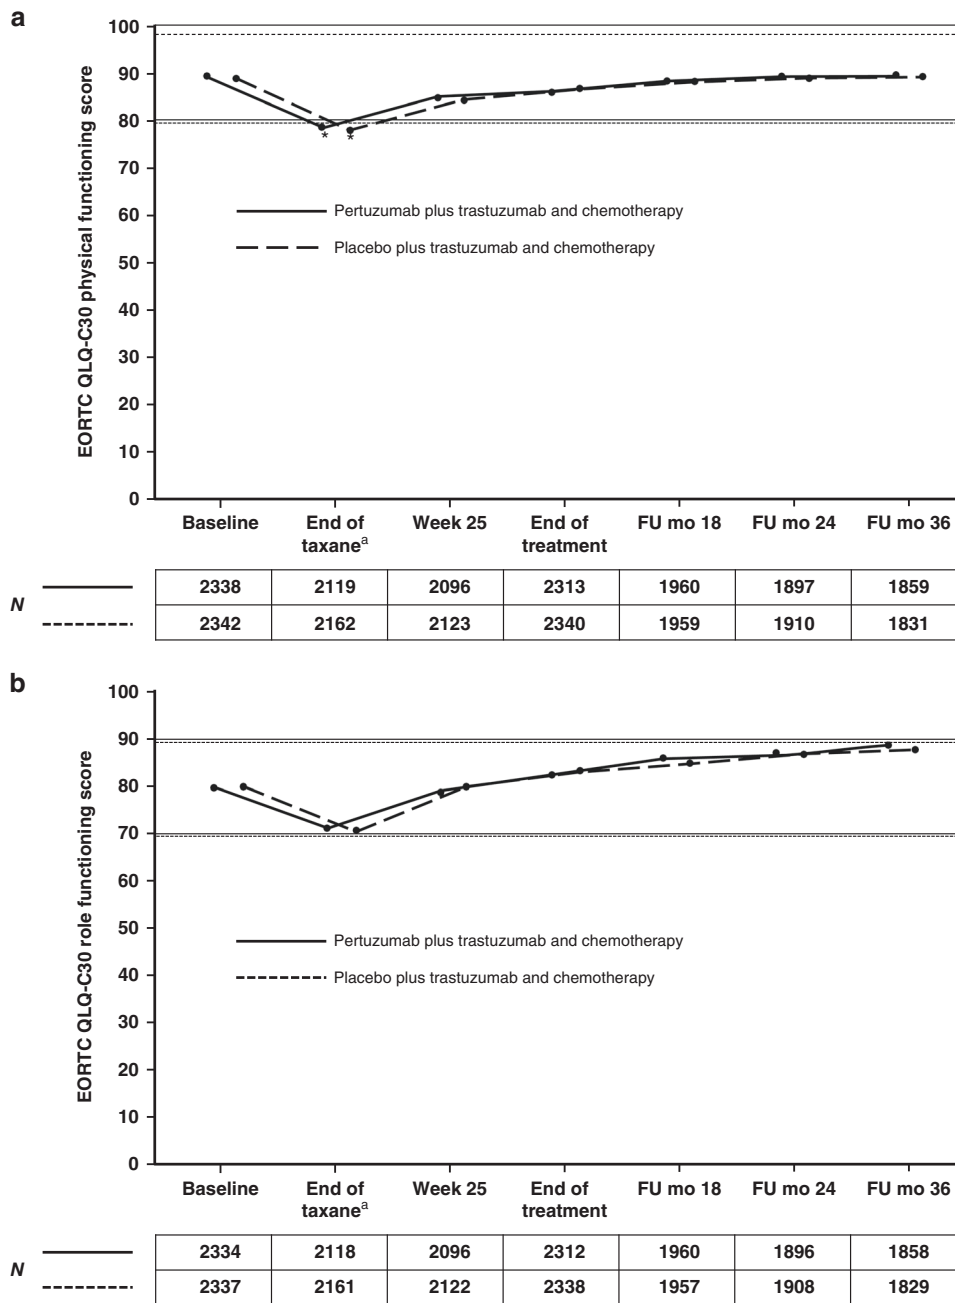 a
EORTC QLQ-C30 physical functioning score
100
90
80
70
60
50
40
30
20
10
0
* *
Pertuzumab plus trastuzumab and chemotherapy
Placebo plus trastuzumab and chemotherapy
Baseline End of taxaneᵃ Week 25 End of treatment FU mo 18 FU mo 24 FU mo 36
N
2338 2119 2096 2313 1960 1897 1859
2342 2162 2123 2340 1959 1910 1831
b
EORTC QLQ-C30 role functioning score
100
90
80
70
60
50
40
30
20
10
0
Pertuzumab plus trastuzumab and chemotherapy
Placebo plus trastuzumab and chemotherapy
Baseline End of taxaneᵃ Week 25 End of treatment FU mo 18 FU mo 24 FU mo 36
N
2334 2118 2096 2312 1960 1896 1858
2337 2161 2122 2338 1957 1908 1829